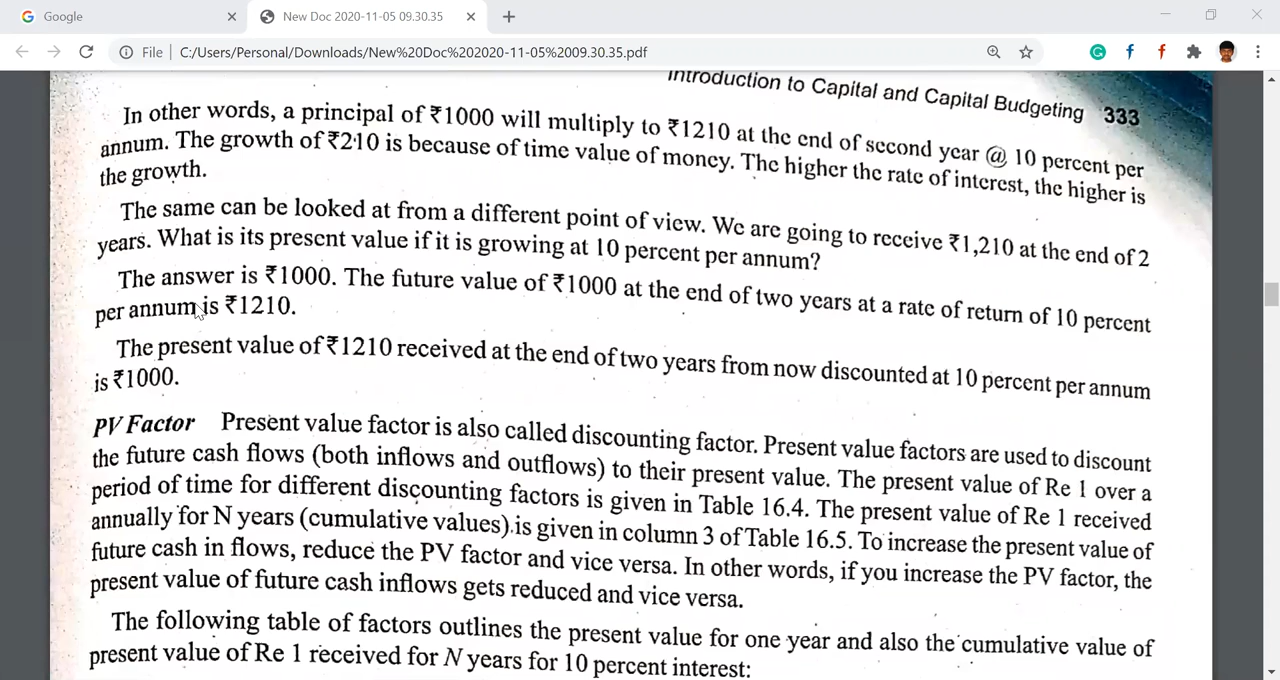 Google
New Doc 2020-11-05 09.30.35
File | C:/Users/Personal/Downloads/New%20Doc%202020-11-05%2009.30.35.pdf
Introduction to Capital and Capital Budgeting 333
In other words, a principal of ₹1000 will multiply to ₹1210 at the end of second year @ 10 percent per
annum. The growth of ₹210 is because of time value of money. The higher the rate of interest, the higher is
the growth.
The same can be looked at from a different point of view. We are going to receive ₹1,210 at the end of 2
years. What is its present value if it is growing at 10 percent per annum?
The answer is ₹1000. The future value of ₹1000 at the end of two years at a rate of return of 10 percent
per annum is ₹1210.
The present value of ₹1210 received at the end of two years from now discounted at 10 percent per annum
is ₹1000.
PV Factor Present value factor is also called discounting factor. Present value factors are used to discount
the future cash flows (both inflows and outflows) to their present value. The present value of Re 1 over a
period of time for different discounting factors is given in Table 16.4. The present value of Re 1 received
annually for N years (cumulative values) is given in column 3 of Table 16.5. To increase the present value of
future cash in flows, reduce the PV factor and vice versa. In other words, if you increase the PV factor, the
present value of future cash inflows gets reduced and vice versa.
The following table of factors outlines the present value for one year and also the cumulative value of
present value of Re 1 received for N years for 10 percent interest: